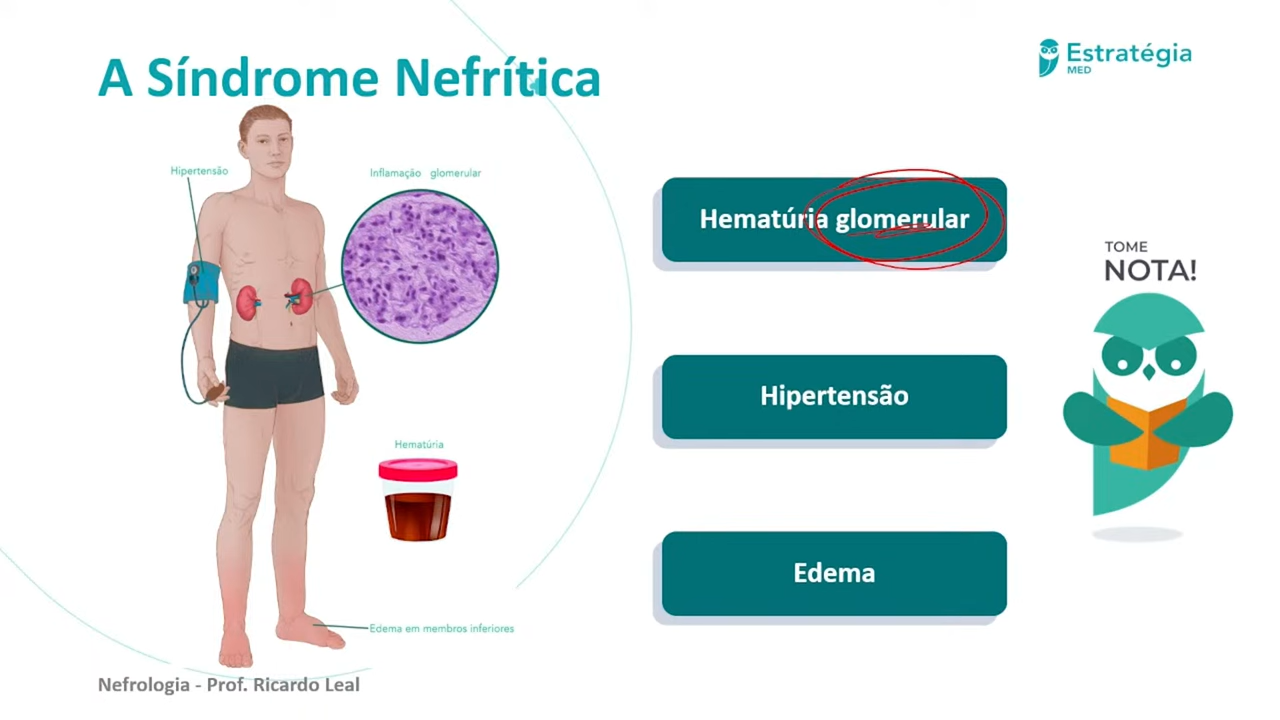 A Síndrome Nefrítica
Estratégia
MED
Hipertensão
Inflamação glomerular
Hematúria glomerular
TOME
NOTA!
Hipertensão
Hematúria
Edema
Edema em membros inferiores
Nefrologia - Prof. Ricardo Leal